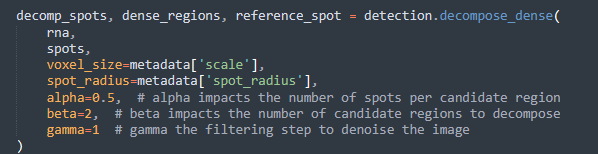 decomp_spots, dense_regions, reference_spot = detection.decompose_dense(
    rna,
    spots,
    voxel_size=metadata['scale'],
    spot_radius=metadata['spot_radius'],
    alpha=0.5,  # alpha impacts the number of spots per candidate region
    beta=2,  # beta impacts the number of candidate regions to decompose
    gamma=1  # gamma the filtering step to denoise the image
)